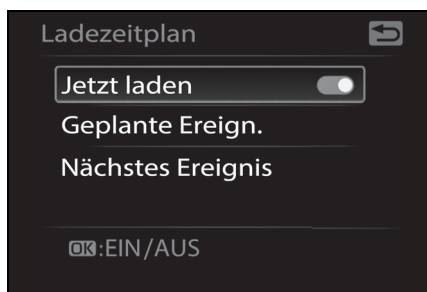 Ladezeitplan
Jetzt laden
Geplante Ereign.
Nächstes Ereignis
OK:EIN/AUS